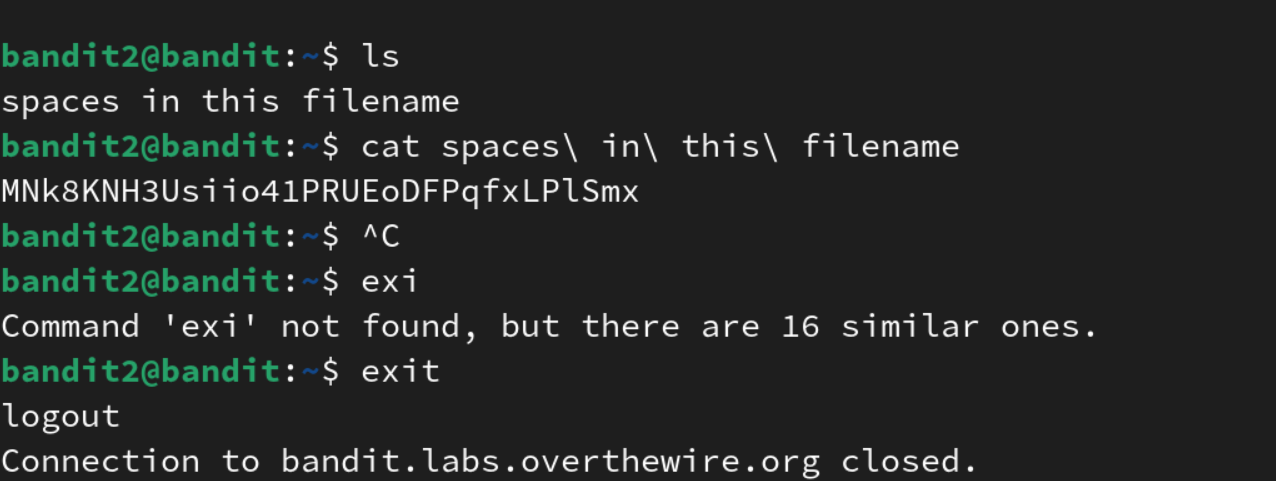 bandit2@bandit:~$ ls
spaces in this filename
bandit2@bandit:~$ cat spaces\ in\ this\ filename
MNk8KNH3Usiio41PRUEoDFPqfxLPlSmx
bandit2@bandit:~$ ^C
bandit2@bandit:~$ exi
Command 'exi' not found, but there are 16 similar ones.
bandit2@bandit:~$ exit
logout
Connection to bandit.labs.overthewire.org closed.